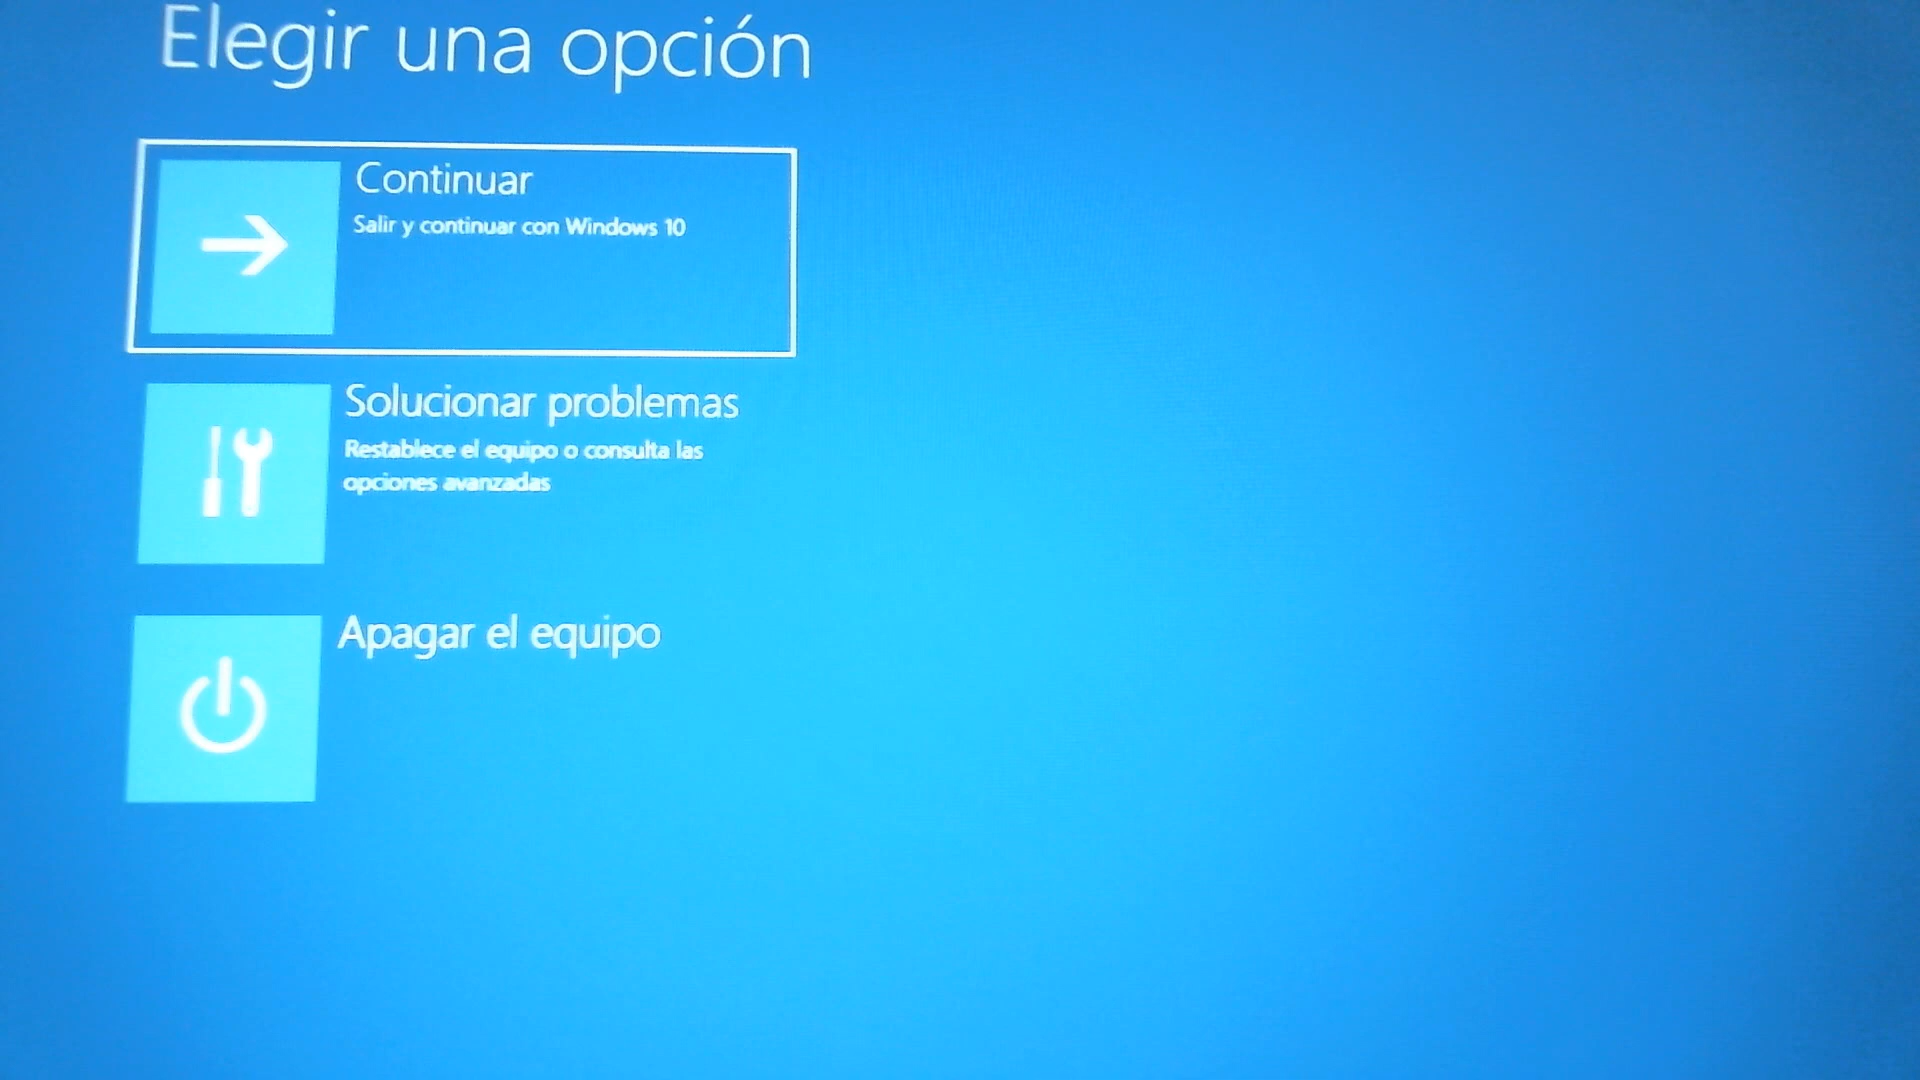 Elegir una opción
Continuar
Salir y continuar con Windows 10
Solucionar problemas
Restablece el equipo o consulta las
opciones avanzadas
Apagar el equipo